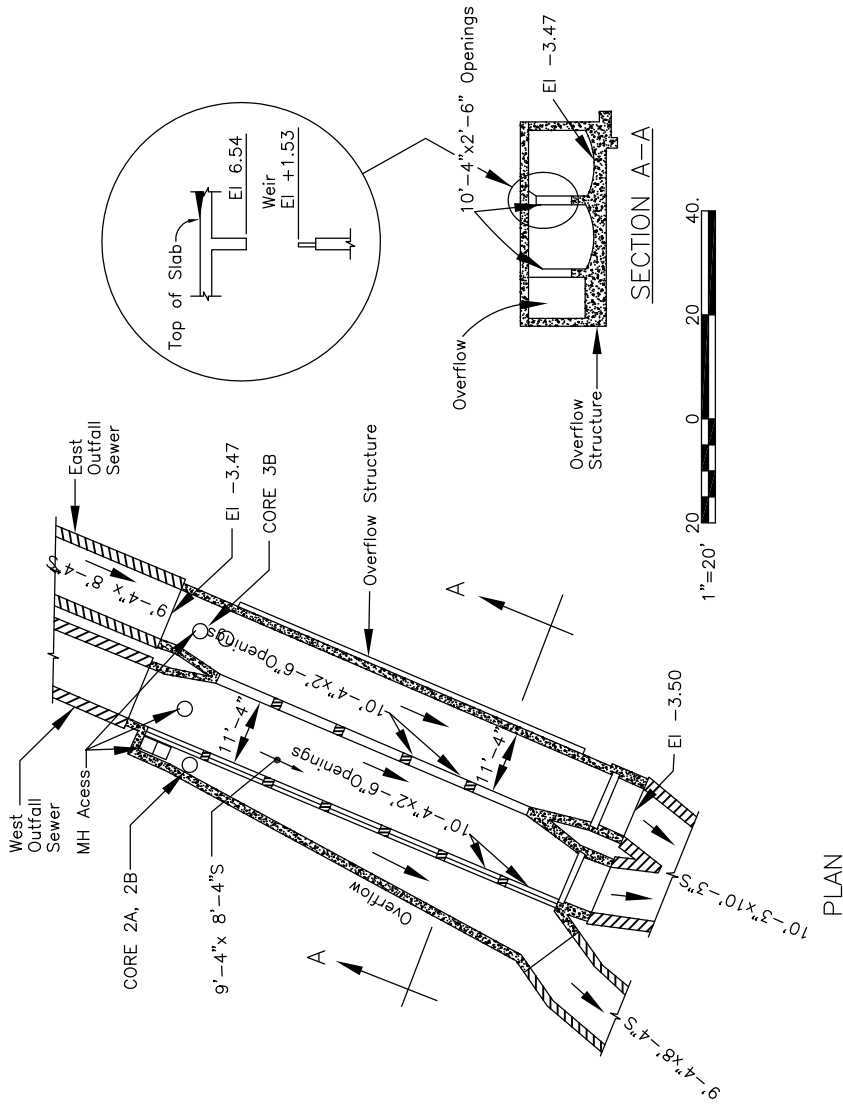 Top of Slab
El 6.54
Weir
El +1.53
10'-4"x2'-6" Openings
El -3.47
Overflow
Overflow
Structure
SECTION A-A
20
0
20
40.
1"=20'
West
Outfall
Sewer
MH Acess
East
Outfall
Sewer
9'-4"x 8'-4"S
El -3.47
CORE 3B
Overflow Structure
CORE 2A, 2B
9'-4"x 8'-4"S
10'-4"x2'-6"Openings
10'-4"x2'-6"Openings
11'-4"
11'-4"
Overflow
A
A
El -3.50
10'-3"x10'-3"S
9'-4"x8'-4"S
PLAN